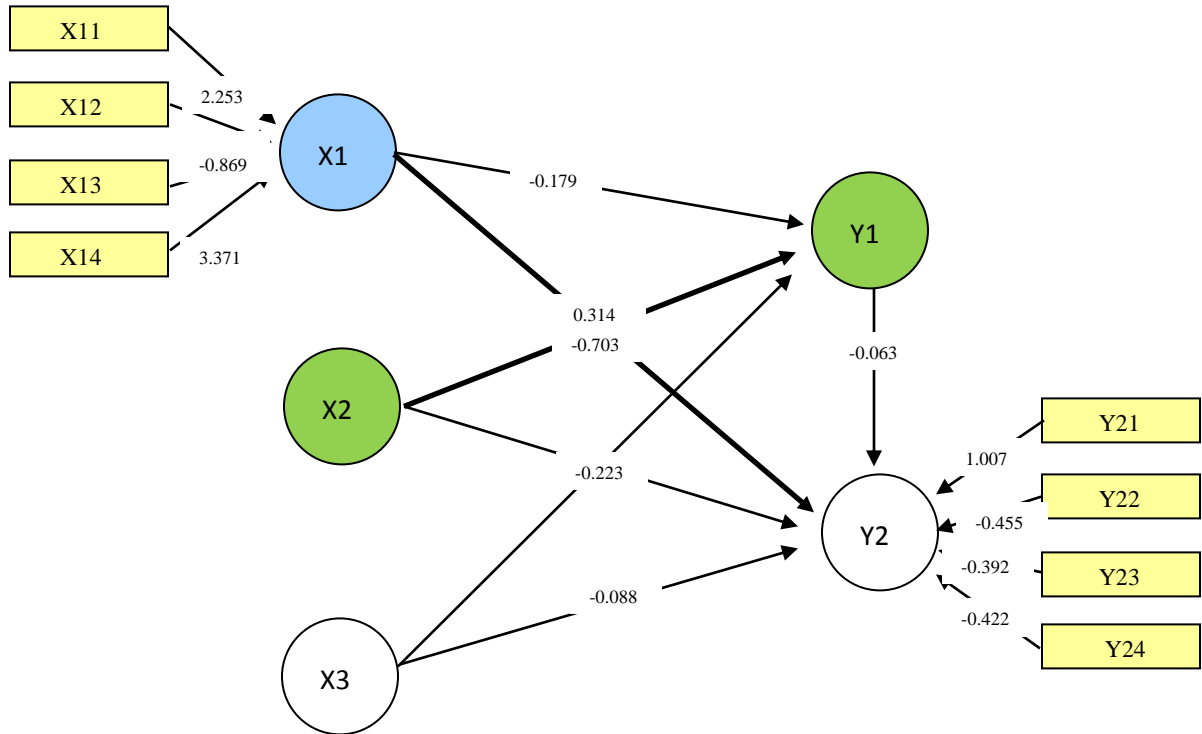 X11
2.253
X12
X1
-0.869
X13
-0.179
X14
3.371
Y1
0.314
-0.703
-0.063
X2
Y21
-0.223
1.007
Y22
-0.455
Y2
-0.392
Y23
-0.088
-0.422
Y24
X3